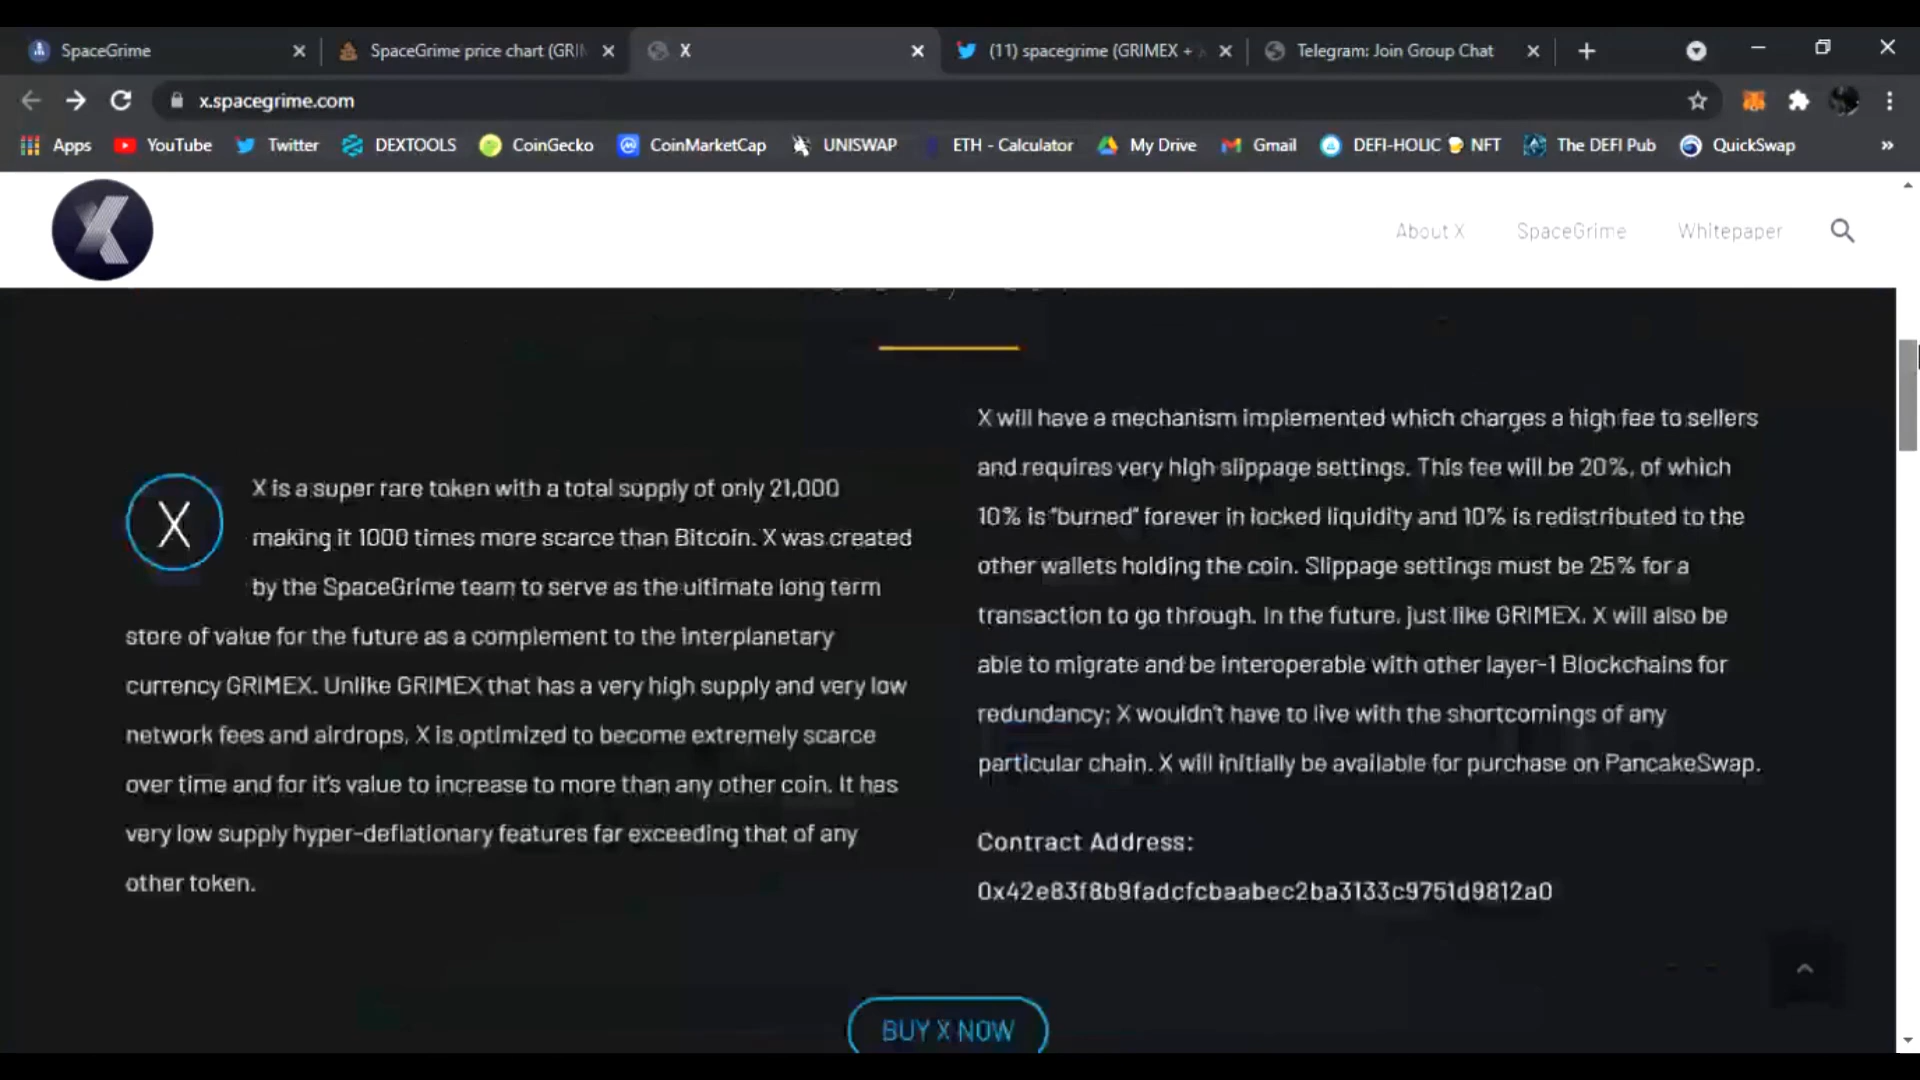 SpaceGrime
SpaceGrime price chart (GRIM
X
(11) spacegrime (GRIMEX +
Telegram: Join Group Chat
x.spacegrime.com
Apps
YouTube
Twitter
DEXTOOLS
CoinGecko
CoinMarketCap
UNISWAP
ETH - Calculator
My Drive
Gmail
DEFI-HOLIC 🍺 NFT
The DEFI Pub
QuickSwap
»
X
About X
SpaceGrime
Whitepaper
X
X is a super rare token with a total supply of only 21,000
making it 1000 times more scarce than Bitcoin. X was created
by the SpaceGrime team to serve as the ultimate long term
store of value for the future as a complement to the interplanetary
currency GRIMEX. Unlike GRIMEX that has a very high supply and very low
network fees and airdrops, X is optimized to become extremely scarce
over time and for it's value to increase to more than any other coin. It has
very low supply hyper-deflationary features far exceeding that of any
other token.
X will have a mechanism implemented which charges a high fee to sellers
and requires very high slippage settings. This fee will be 20%, of which
10% is "burned" forever in locked liquidity and 10% is redistributed to the
other wallets holding the coin. Slippage settings must be 25% for a
transaction to go through. In the future, just like GRIMEX, X will also be
able to migrate and be interoperable with other layer-1 Blockchains for
redundancy; X wouldn't have to live with the shortcomings of any
particular chain. X will initially be available for purchase on PancakeSwap.
Contract Address:
0x42e83f8b9fadcfcbaabec2ba3133c9751d9812a0
BUY X NOW